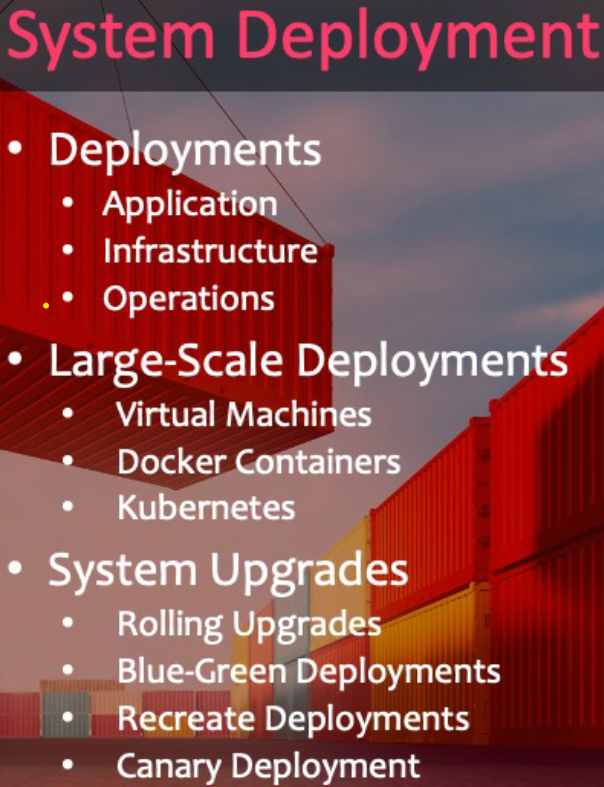 System Deployment
• Deployments
• Application
• Infrastructure
• Operations
• Large-Scale Deployments
• Virtual Machines
• Docker Containers
• Kubernetes
• System Upgrades
• Rolling Upgrades
• Blue-Green Deployments
• Recreate Deployments
• Canary Deployment